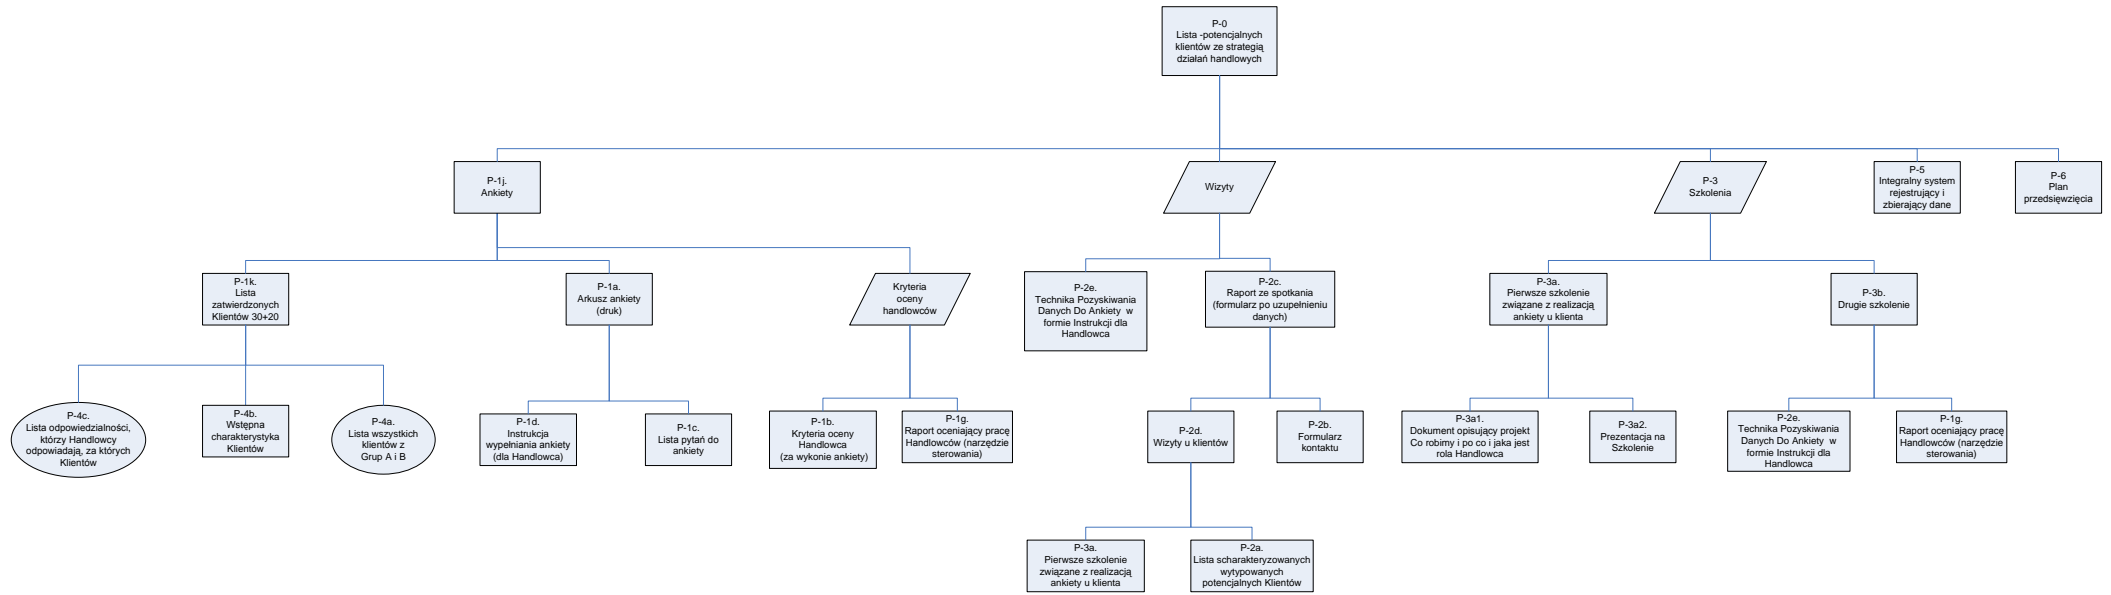 P-0
Lista -potencjalnych
klientów ze strategią
działań handlowych
P-1j.
Ankiety
Wizyty
P-3
Szkolenia
P-5
Integralny system
rejestrujący i
zbierający dane
P-6
Plan
przedsięwzięcia
P-1k.
Lista
zatwierdzonych
Klientów 30+20
P-1a.
Arkusz ankiety
(druk)
Kryteria
oceny
handlowców
P-2e.
Technika Pozyskiwania
Danych Do Ankiety w
formie Instrukcji dla
Handlowca
P-2c.
Raport ze spotkania
(formularz po uzupełnieniu
danych)
P-3a.
Pierwsze szkolenie
związane z realizacją
ankiety u klienta
P-3b.
Drugie szkolenie
P-4c.
Lista odpowiedzialności,
którzy Handlowcy
odpowiadają, za których
Klientów
P-4b.
Wstępna
charakterystyka
Klientów
P-4a.
Lista wszystkich
klientów z
Grup A i B
P-1d.
Instrukcja
wypełniania ankiety
(dla Handlowca)
P-1c.
Lista pytań do
ankiety
P-1b.
Kryteria oceny
Handlowca
(za wykonie ankiety)
P-1g.
Raport oceniający pracę
Handlowców (narzędzie
sterowania)
P-2d.
Wizyty u klientów
P-2b.
Formularz
kontaktu
P-3a1.
Dokument opisujący projekt
Co robimy i po co i jaka jest
rola Handlowca
P-3a2.
Prezentacja na
Szkolenie
P-2e.
Technika Pozyskiwania
Danych Do Ankiety w
formie Instrukcji dla
Handlowca
P-1g.
Raport oceniający pracę
Handlowców (narzędzie
sterowania)
P-3a.
Pierwsze szkolenie
związane z realizacją
ankiety u klienta
P-2a.
Lista scharakteryzowanych
wytypowanych
potencjalnych Klientów